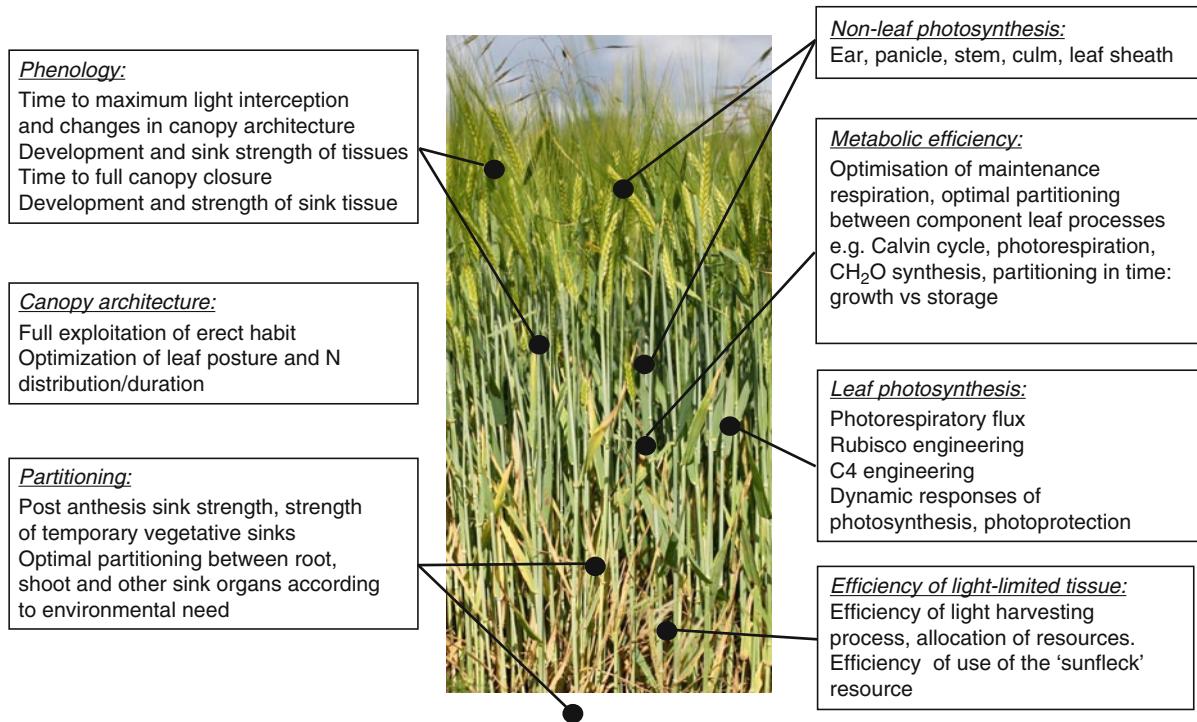 Phenology:
Time to maximum light interception
and changes in canopy architecture
Development and sink strength of tissues
Time to full canopy closure
Development and strength of sink tissue
Canopy architecture:
Full exploitation of erect habit
Optimization of leaf posture and N
distribution/duration
Partitioning:
Post anthesis sink strength, strength
of temporary vegetative sinks
Optimal partitioning between root,
shoot and other sink organs according
to environmental need
Non-leaf photosynthesis:
Ear, panicle, stem, culm, leaf sheath
Metabolic efficiency:
Optimisation of maintenance
respiration, optimal partitioning
between component leaf processes
e.g. Calvin cycle, photorespiration,
CH₂O synthesis, partitioning in time:
growth vs storage
Leaf photosynthesis:
Photorespiratory flux
Rubisco engineering
C4 engineering
Dynamic responses of
photosynthesis, photoprotection
Efficiency of light-limited tissue:
Efficiency of light harvesting
process, allocation of resources.
Efficiency of use of the ‘sunfleck’
resource